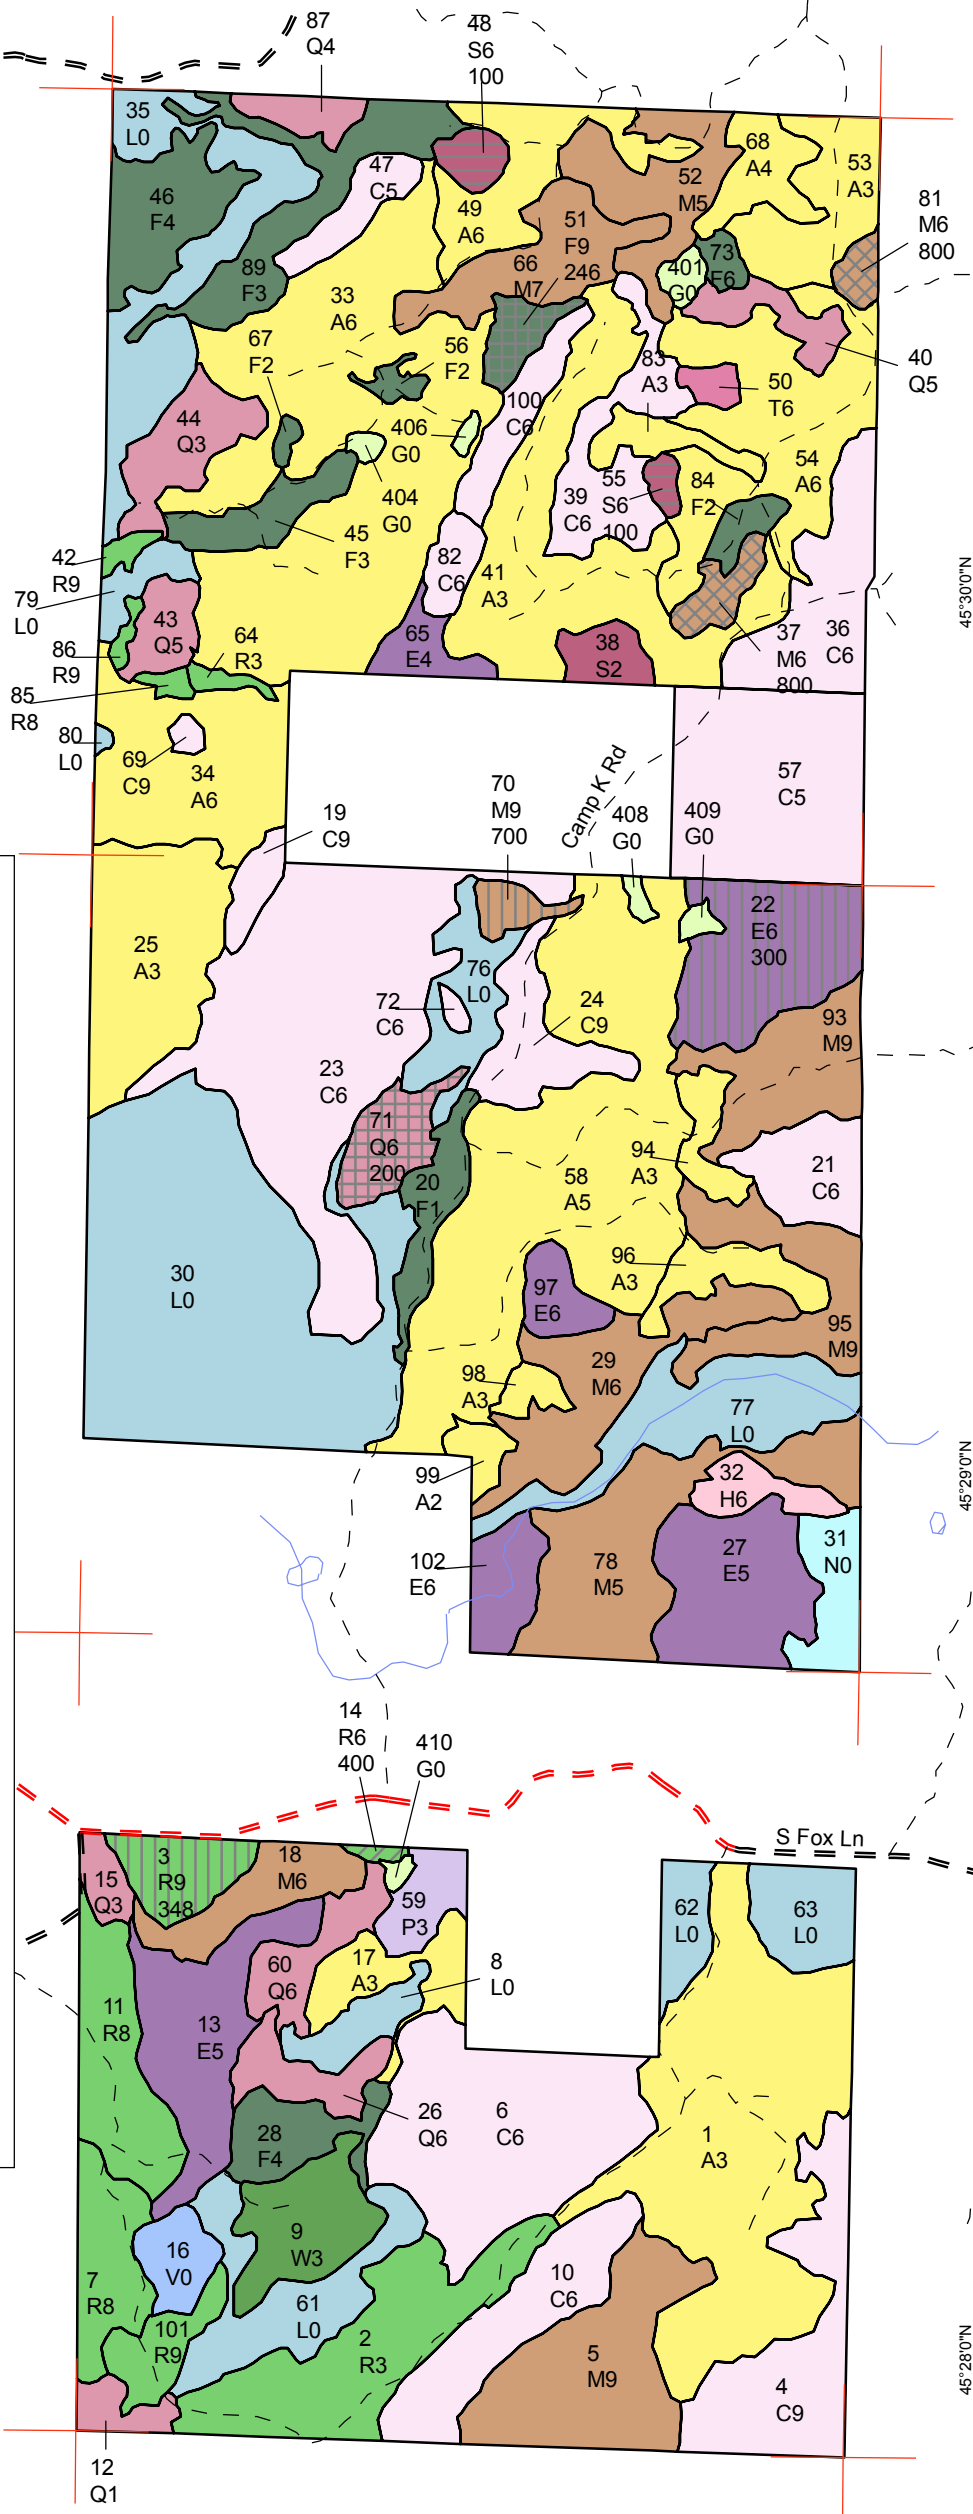 87
Q4
48
S6
100
35
L0
68
A4
53
A3
47
C5
52
M5
46
F4
81
M6
800
49
A6
51
F9
246
73
F6
401
G0
66
M7
89
F3
33
A6
67
F2
56
F2
83
A3
40
Q5
50
T6
100
C6
44
Q3
406
G0
404
G0
54
A6
55
S6
100
84
F2
39
C6
45
F3
42
R9
82
C6
41
A3
79
L0
43
Q5
64
R3
65
E4
38
S2
37
M6
800
36
C6
86
R9
85
R8
45°30'0"N
80
L0
69
C9
34
A6
57
C5
Camp K Rd
70
M9
700
408
G0
409
G0
19
C9
22
E6
300
25
A3
76
L0
72
C6
24
C9
93
M9
23
C6
71
Q6
200
94
A3
21
C6
20
F1
58
A5
30
L0
96
A3
97
E6
95
M9
29
M6
98
A3
77
L0
99
A2
32
H6
45°29'0"N
102
E6
78
M5
27
E5
31
N0
14
R6
400
410
G0
S Fox Ln
3
R9
348
18
M6
15
Q3
59
P3
62
L0
63
L0
60
Q6
17
A3
8
L0
11
R8
13
E5
26
Q6
6
C6
28
F4
1
A3
9
W3
16
V0
7
R8
10
C6
61
L0
101
R9
2
R3
5
M9
4
C9
45°28'0"N
12
Q1